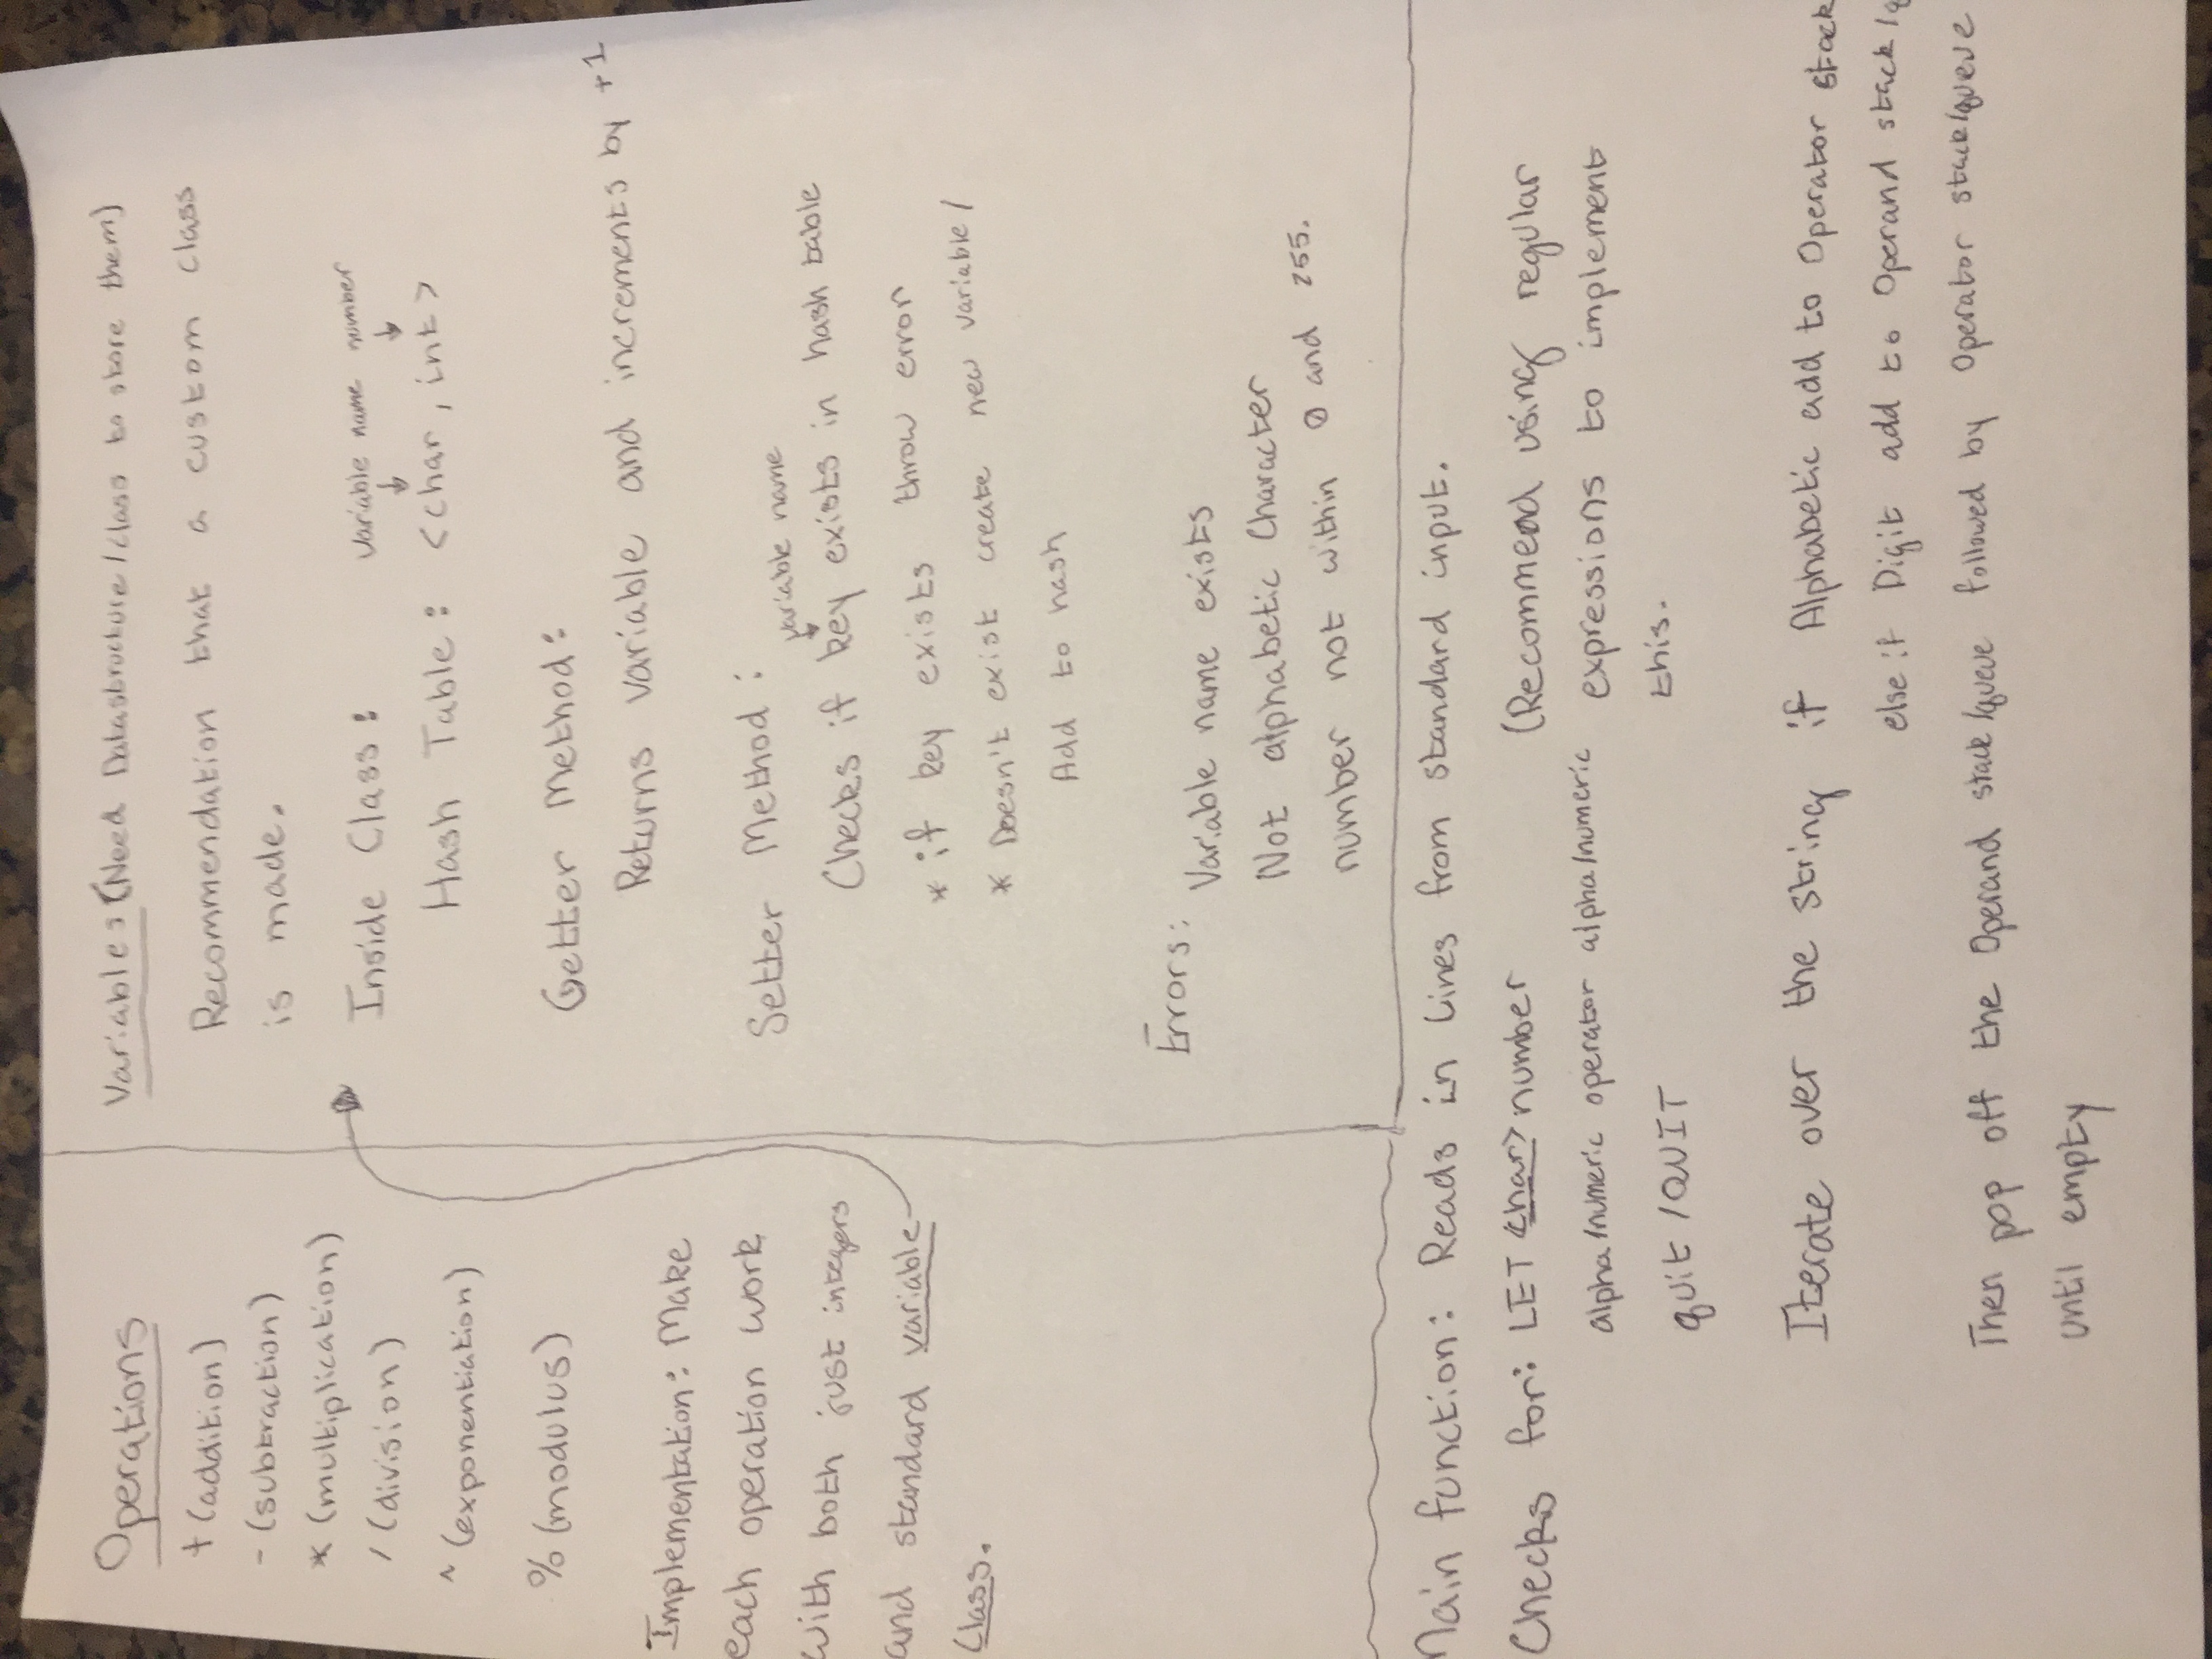 Operations
+ (addition)
- (subtraction)
* (multiplication)
/ (division)
^ (exponentiation)
% (modulus)
Implementation: Make
each operation work
with both just integers
and standard variable
class.
Variables (Need Datastructure/class to store them)
Recommendation that a custom class
is made.
Inside Class:
variable name number
Hash Table: <char, int>
Getter Method:
Returns variable and increments by +1
Setter Method:
variable name
Checks if key exists in hash table
* if key exists throw error
* Doesn't exist create new variable/
Add to hash
Errors:
Variable name exists
Not alphabetic Character
number not within 0 and 255.
Main function: Reads in lines from standard input.
Checks for: LET <char> number
alpha/numeric operator alpha/numeric
quit/QUIT
(Recommend using regular
expressions to implement
this.
Iterate over the string if Alphabetic add to Operator stack
else if Digit add to Operand stack/q
Then pop off the Operand stack/queue followed by Operator stack/queue
until empty